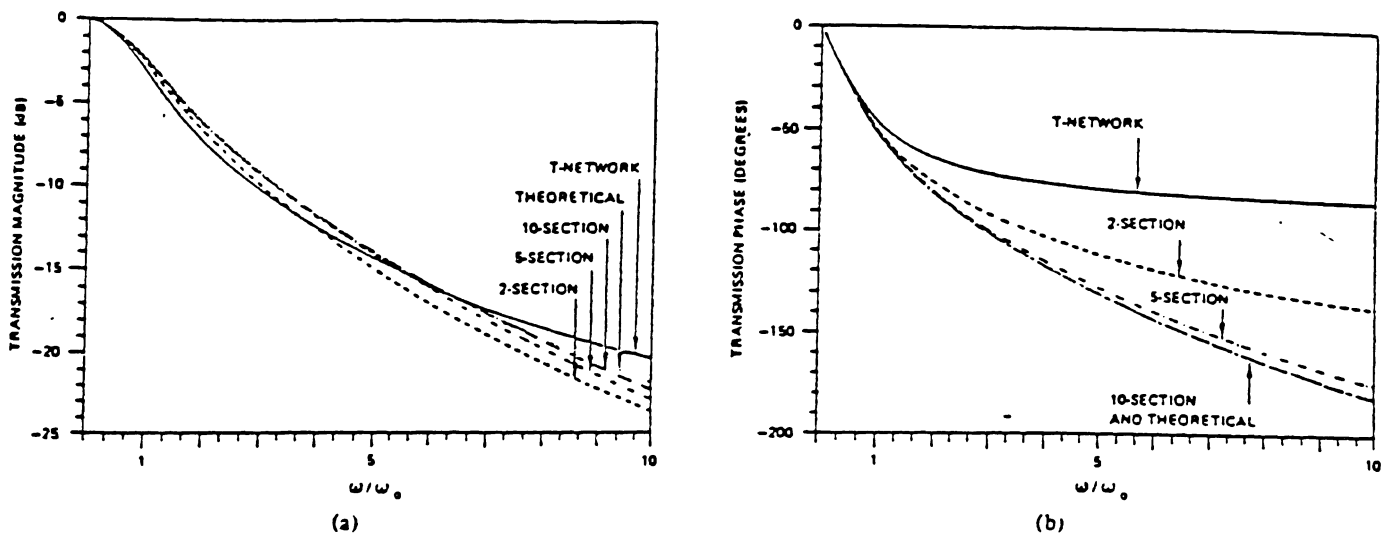 0
-5
-10
-15
-20
-25
TRANSMISSION MAGNITUDE (dB)
T-NETWORK
THEORETICAL
10-SECTION
5-SECTION
2-SECTION
1
5
10
ω/ω₀
(a)
0
-50
-100
-150
-200
TRANSMISSION PHASE (DEGREES)
T-NETWORK
2-SECTION
5-SECTION
10-SECTION
AND THEORETICAL
1
5
10
ω/ω₀
(b)